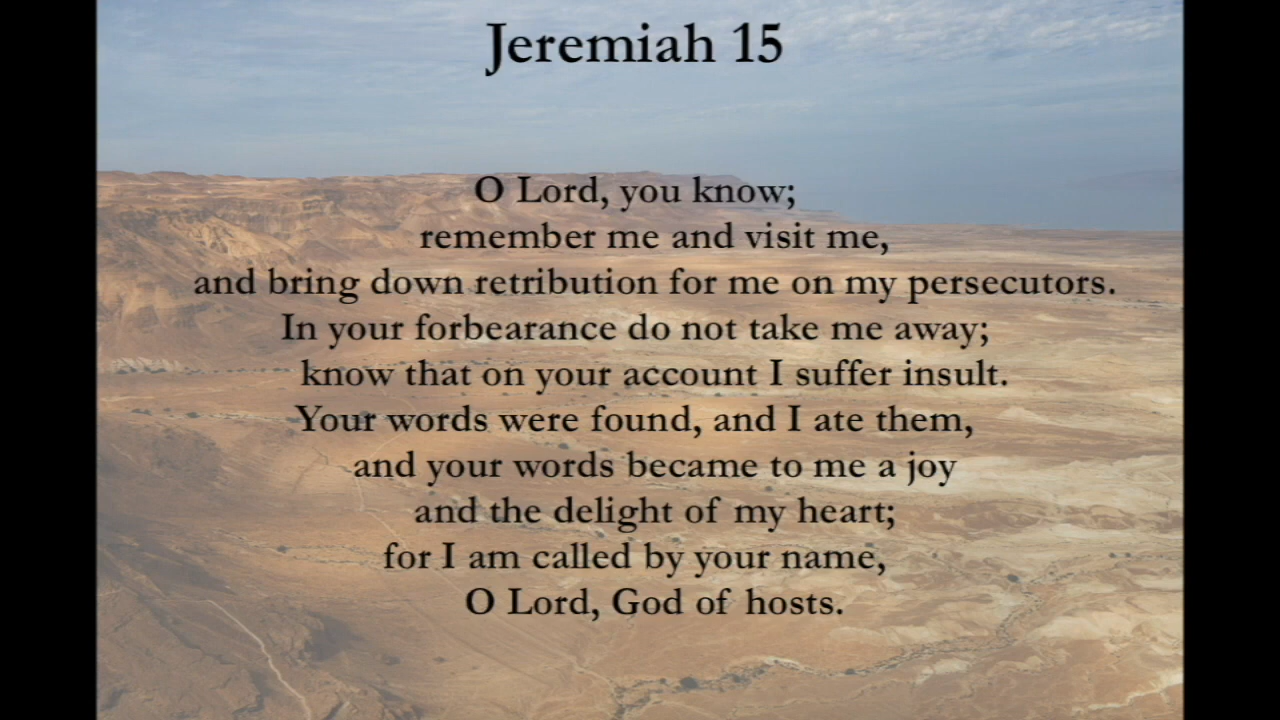 Jeremiah 15
O Lord, you know;
remember me and visit me,
and bring down retribution for me on my persecutors.
In your forbearance do not take me away;
know that on your account I suffer insult.
Your words were found, and I ate them,
and your words became to me a joy
and the delight of my heart;
for I am called by your name,
O Lord, God of hosts.